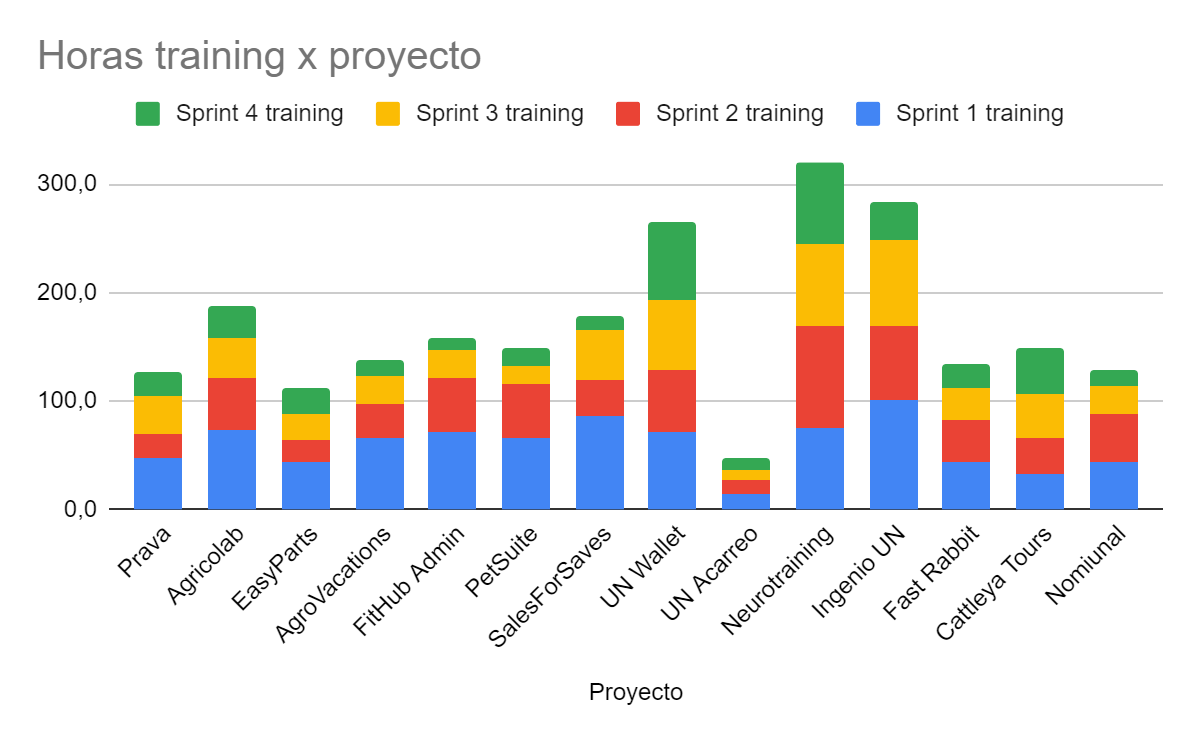 Horas training x proyecto
Sprint 4 training
Sprint 3 training
Sprint 2 training
Sprint 1 training
300,0
200,0
100,0
0,0
Prava
Agricolab
EasyParts
AgroVacations
FitHub Admin
PetSuite
SalesForSaves
UN Wallet
UN Acarreo
Neurotraining
Ingenio UN
Fast Rabbit
Cattleya Tours
Nomiunal
Proyecto